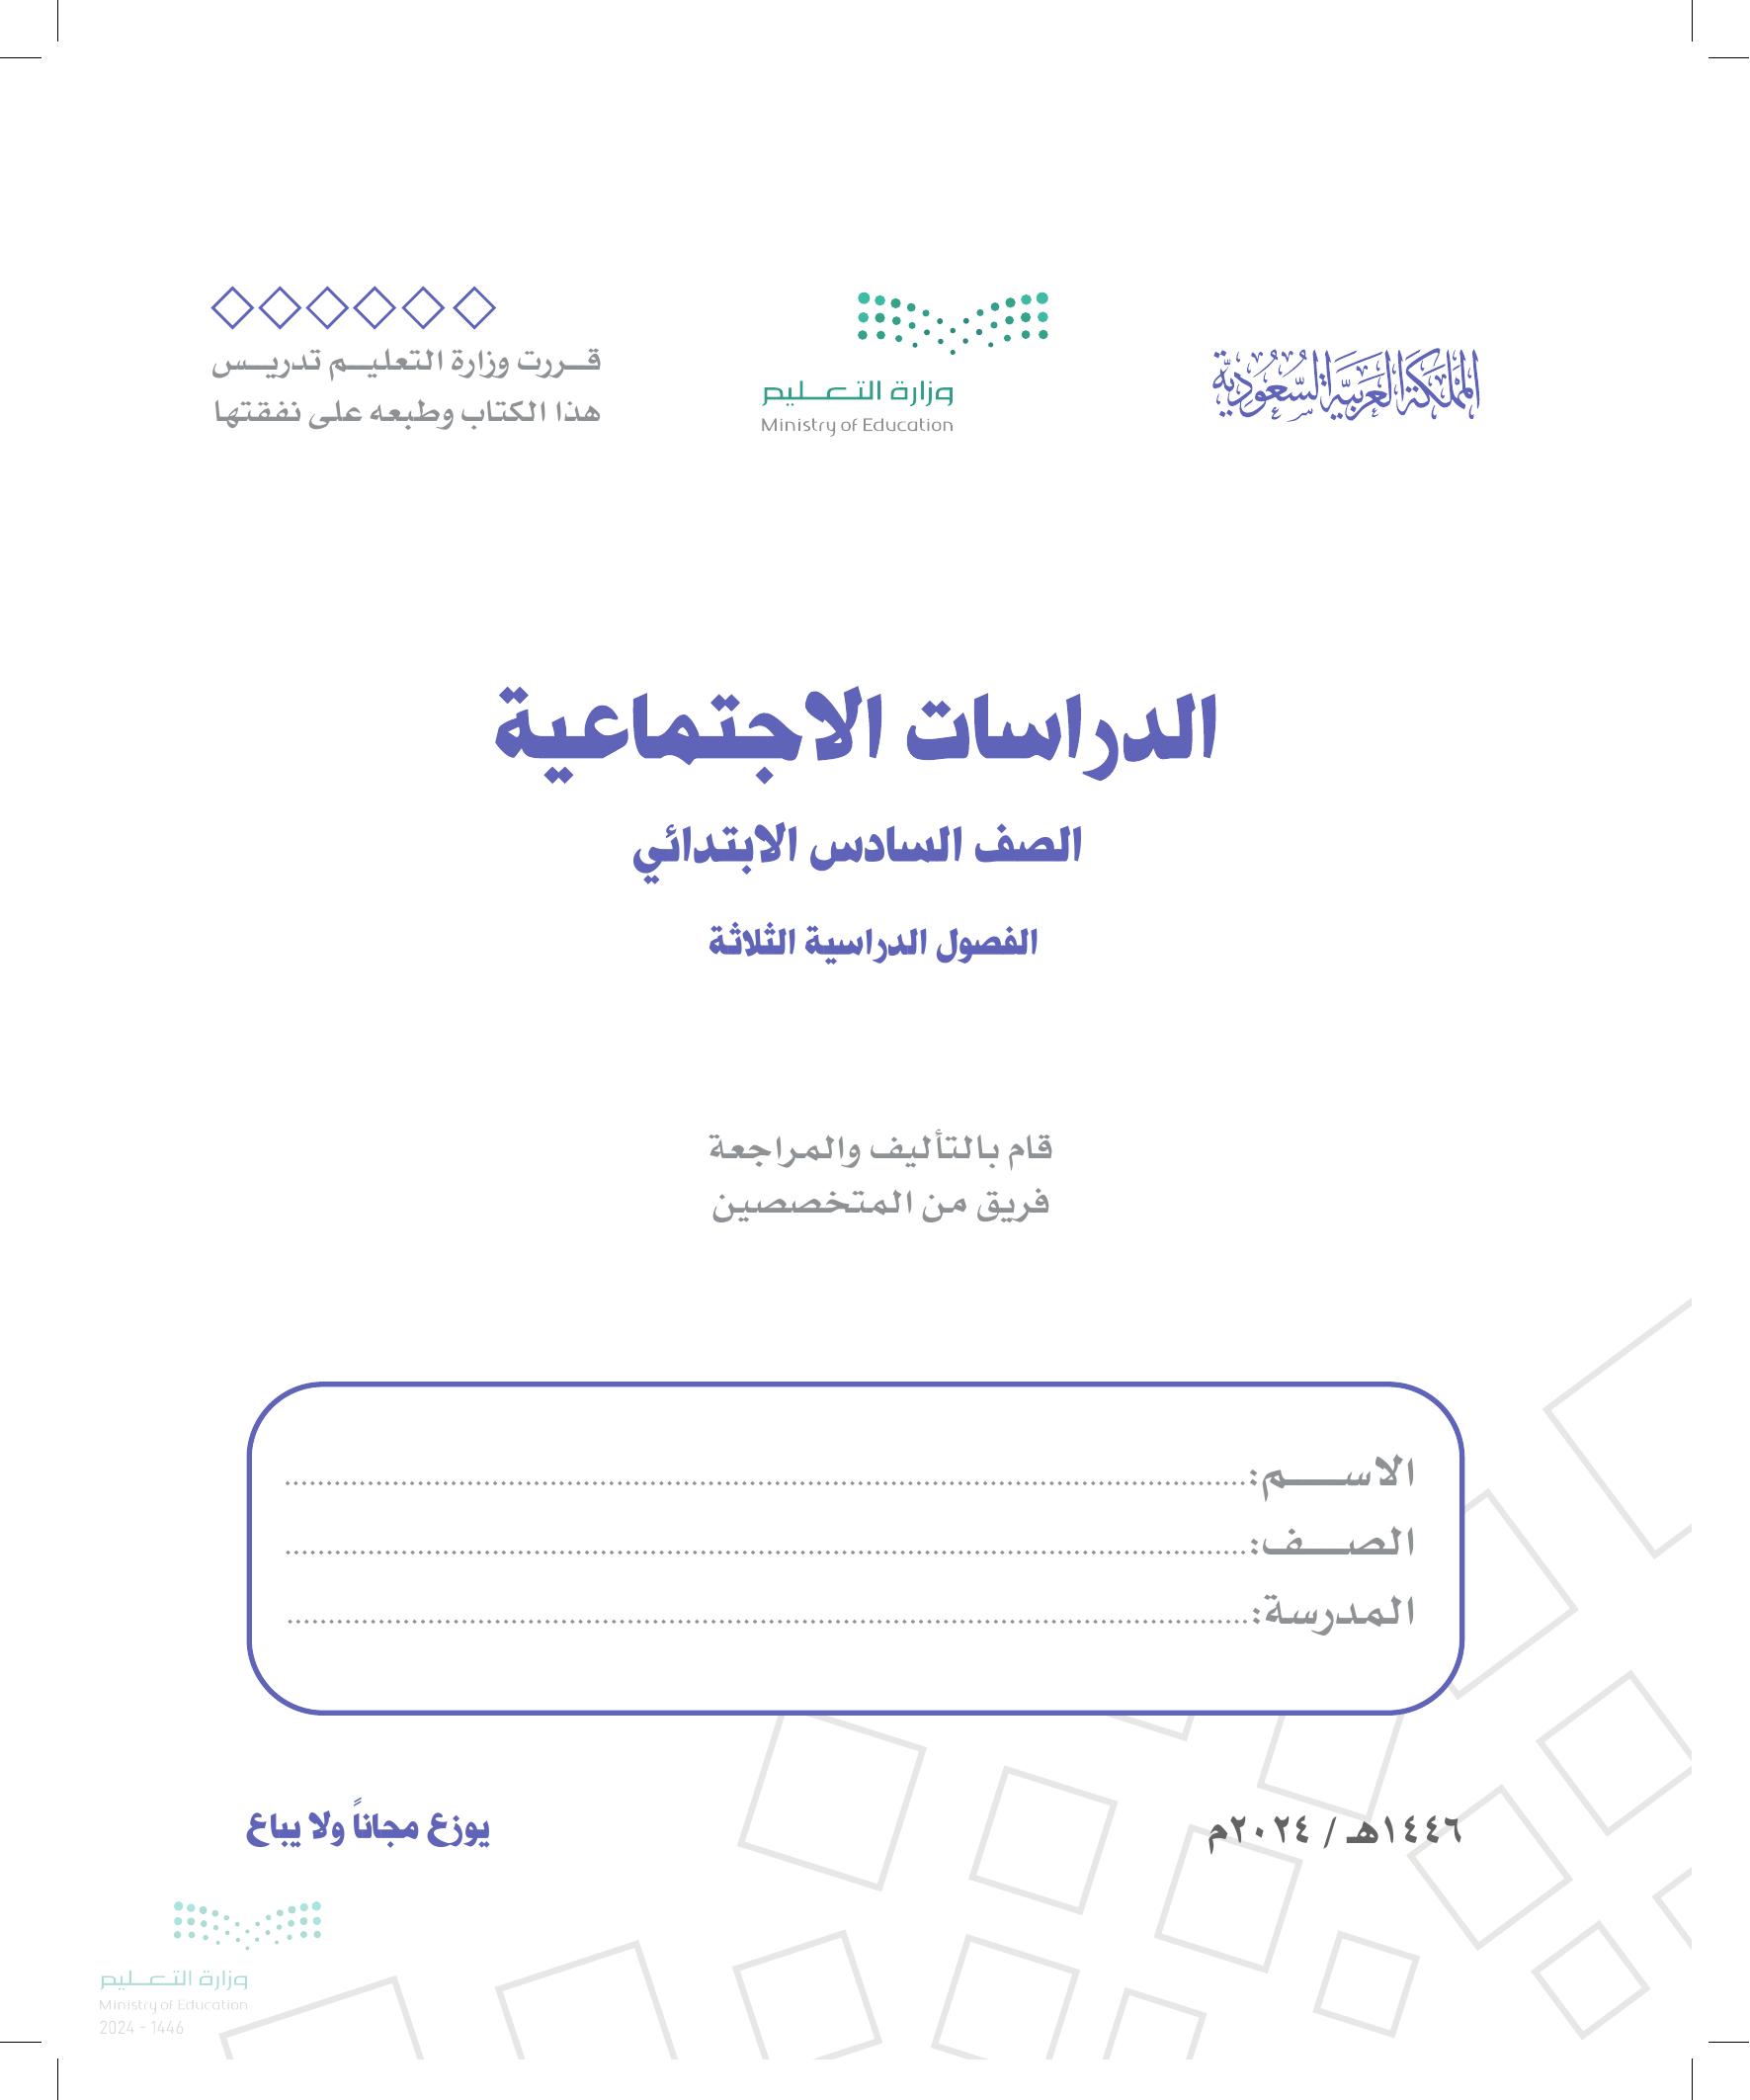 المملكة العربية السعودية
وزارة التعليم
Ministry of Education
قررت وزارة التعليم تدريس
هذا الكتاب وطبعه على نفقتها
الدراسات الاجتماعية
الصف السادس الابتدائي
الفصول الدراسية الثلاثة
قام بالتأليف والمراجعة
فريق من المتخصصين
الاسم:
الصف:
المدرسة:
١٤٤٦هـ / ٢٠٢٤م
يوزع مجاناً ولا يباع
وزارة التعليم
Ministry of Education
2024 - 1446